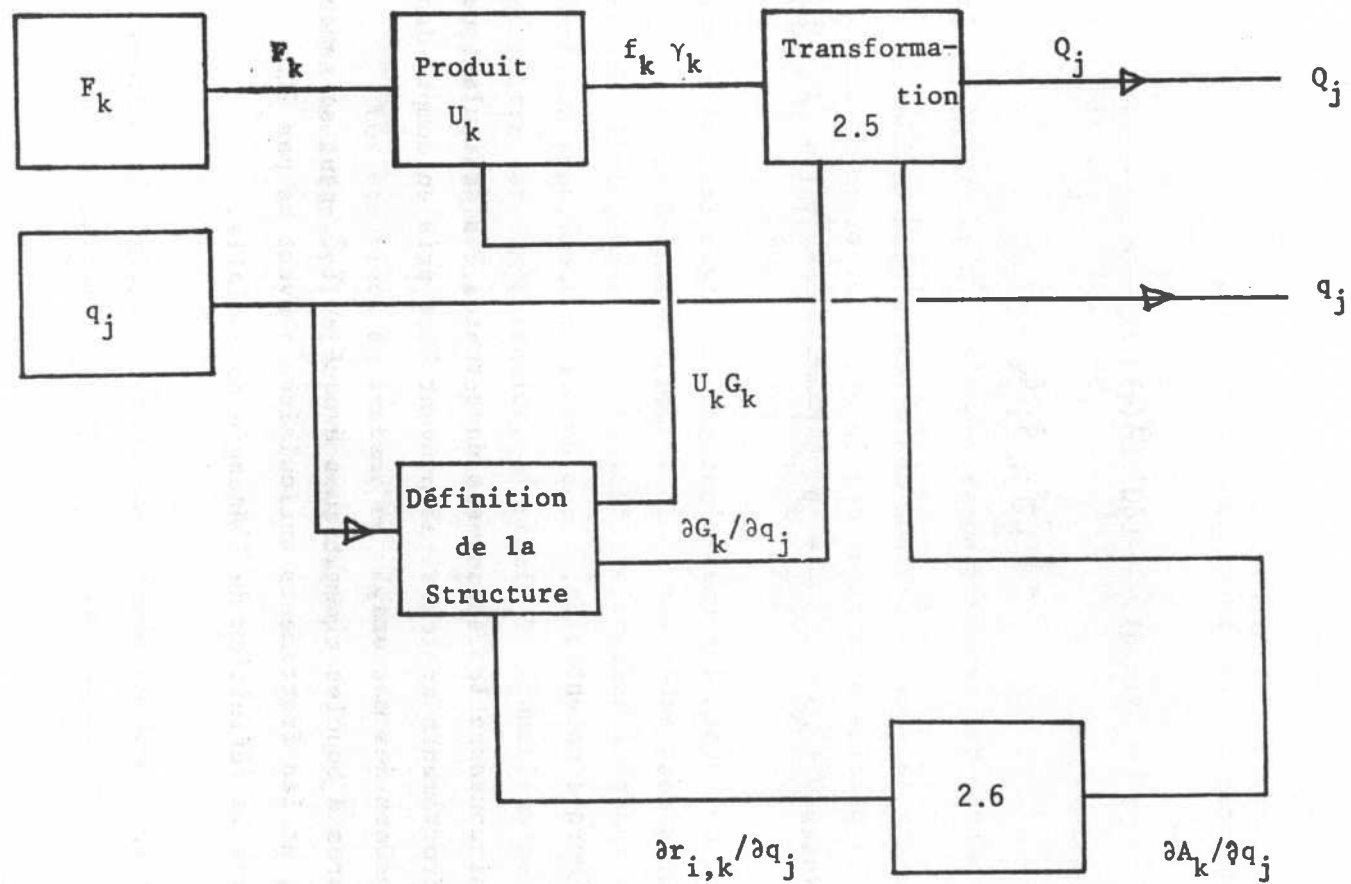 F_k
F_k
Produit
U_k
f_k γ_k
Transforma-
tion
2.5
Q_j
Q_j
q_j
q_j
U_k G_k
Définition
de la
Structure
∂G_k/∂q_j
2.6
∂r_{i,k}/∂q_j
∂A_k/∂q_j